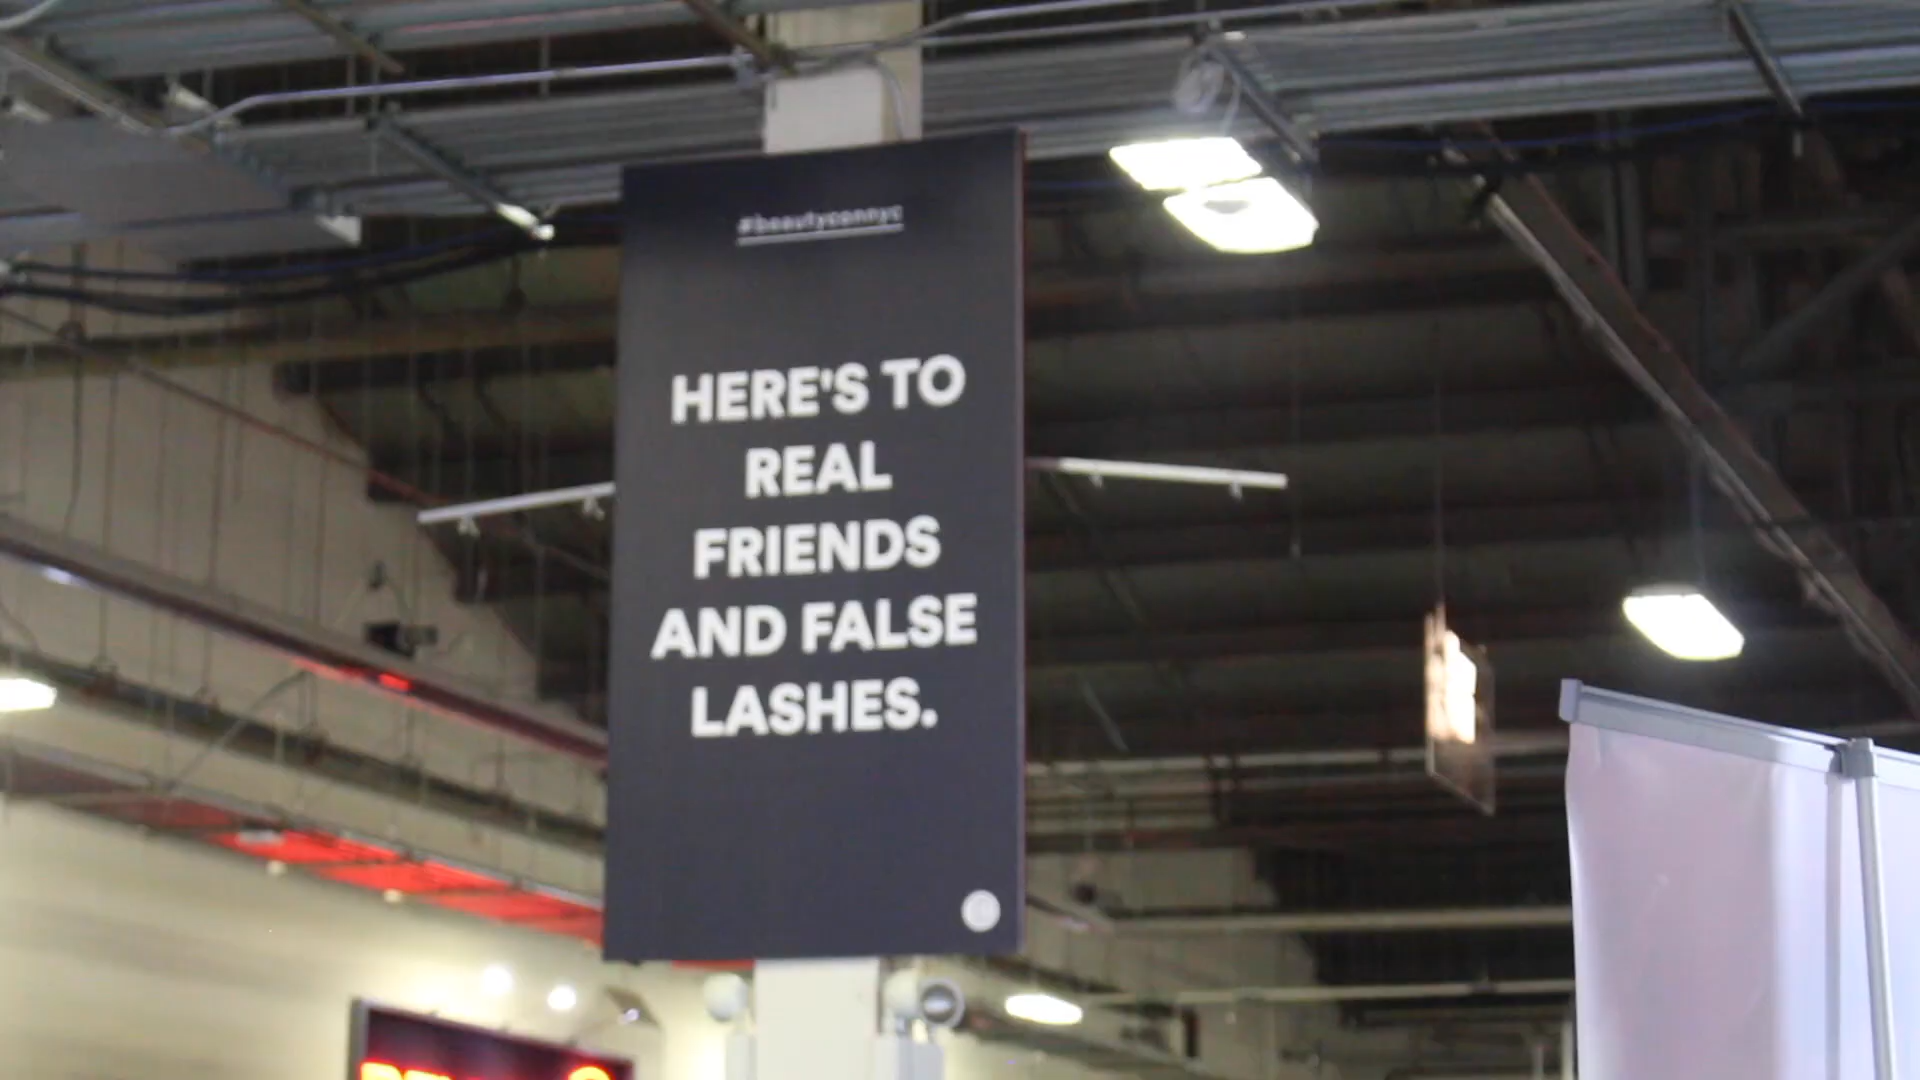 #beautyconnyc
HERE'S TO
REAL
FRIENDS
AND FALSE
LASHES.